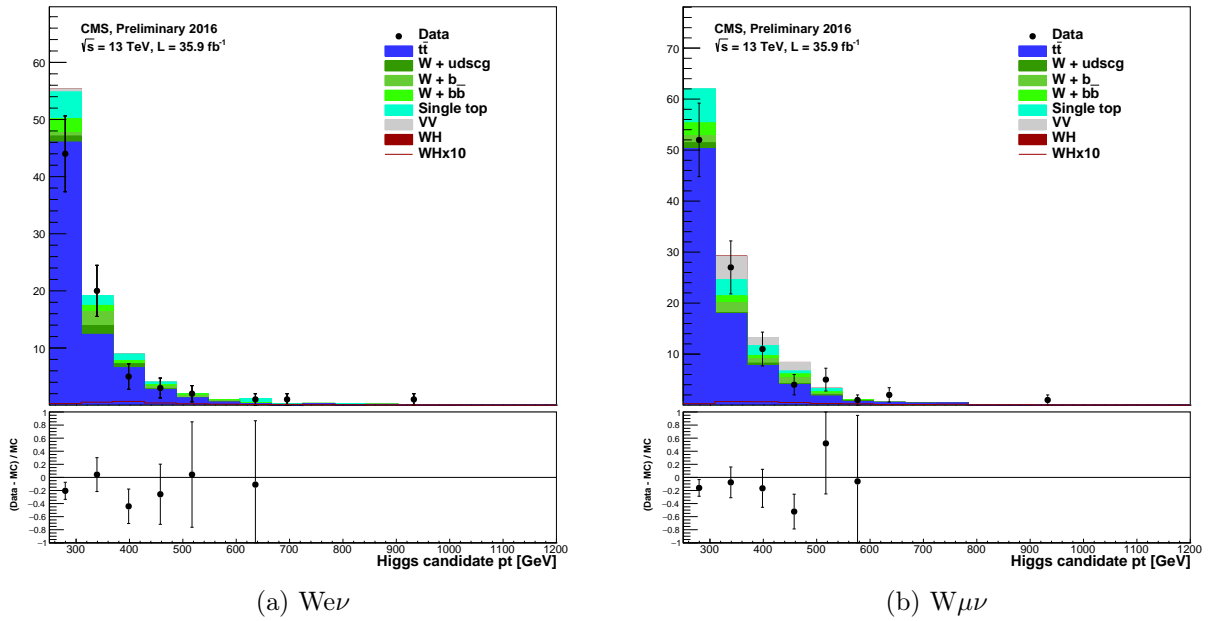 CMS, Preliminary 2016
√s = 13 TeV, L = 35.9 fb⁻¹
Data
tt̄
W + udscg
W + b_
W + bb̄
Single top
VV
WH
WHx10
60
50
40
30
20
10
(Data - MC) / MC
1
0.8
0.6
0.4
0.2
0
−0.2
−0.4
−0.6
−0.8
−1
300 400 500 600 700 800 900 1000 1100 1200
Higgs candidate pt [GeV]
(a) Weν
CMS, Preliminary 2016
√s = 13 TeV, L = 35.9 fb⁻¹
Data
tt̄
W + udscg
W + b_
W + bb̄
Single top
VV
WH
WHx10
70
60
50
40
30
20
10
(Data - MC) / MC
1
0.8
0.6
0.4
0.2
0
−0.2
−0.4
−0.6
−0.8
−1
300 400 500 600 700 800 900 1000 1100 1200
Higgs candidate pt [GeV]
(b) Wμν